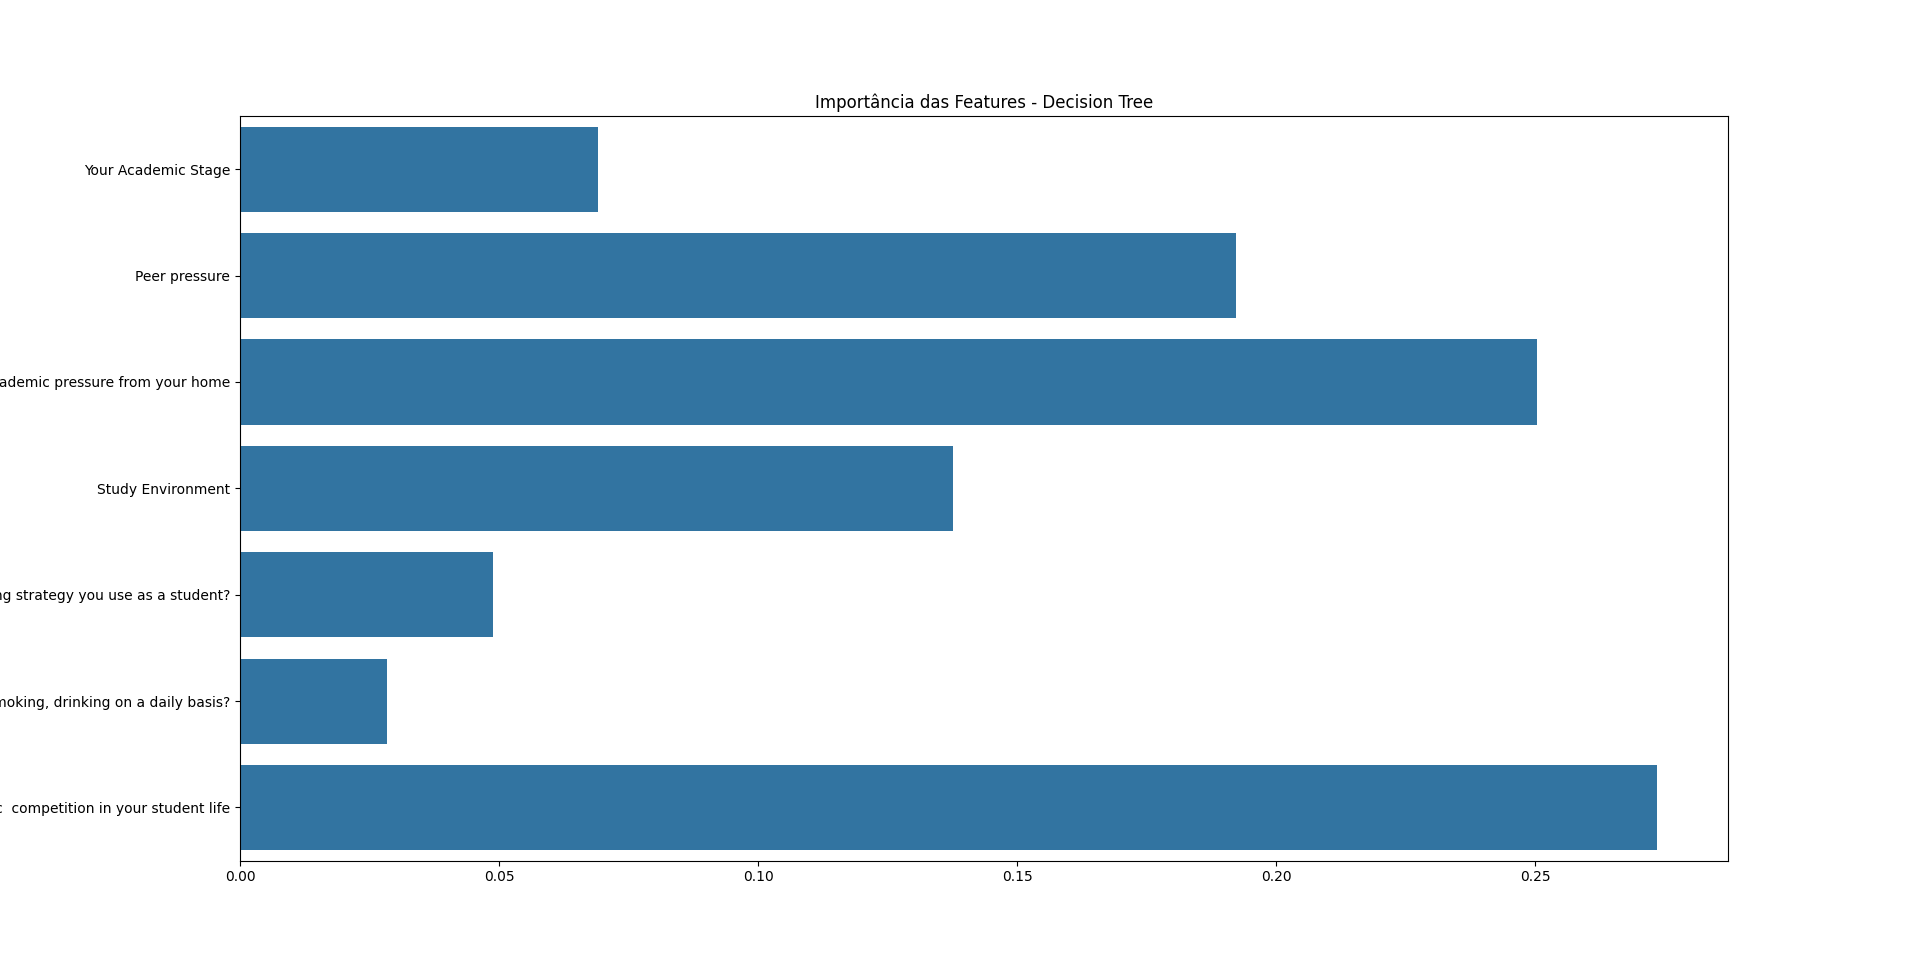 Importância das Features - Decision Tree
Your Academic Stage
Peer pressure
pressure from your home
Study Environment
strategy you use as a student?
drinking on a daily basis?
competition in your student life
0.00 0.05 0.10 0.15 0.20 0.25